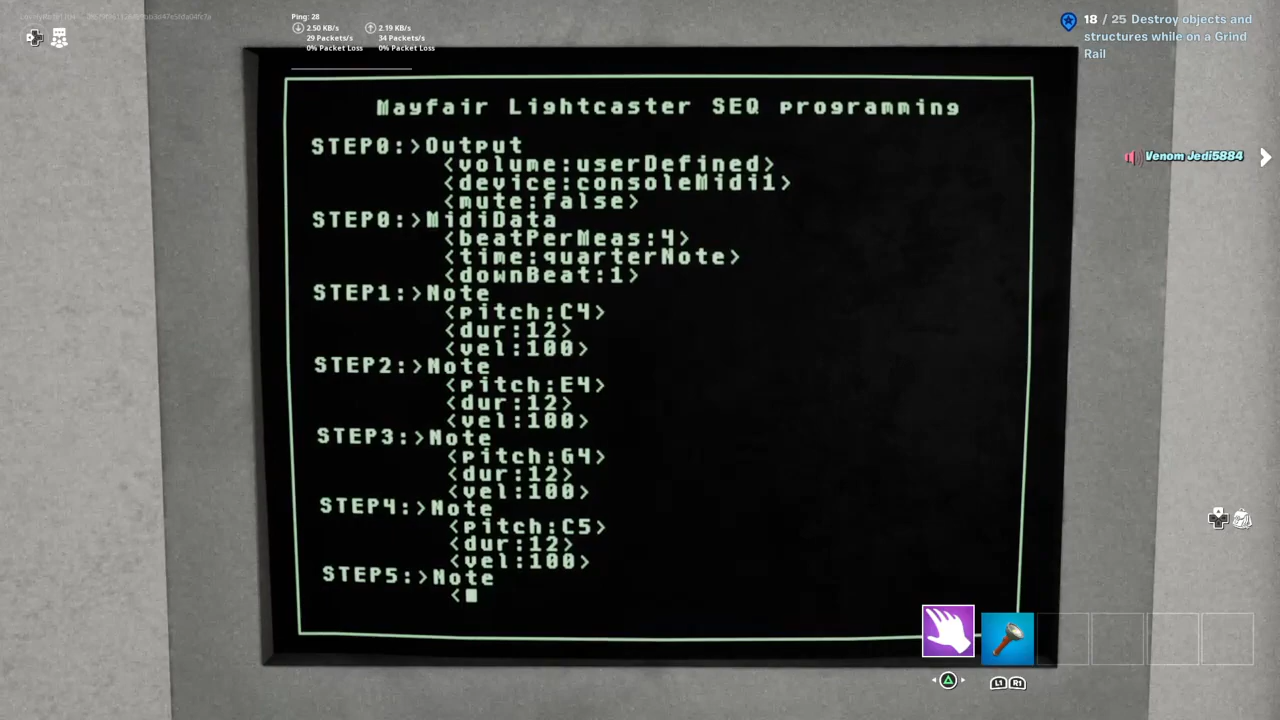 Ping: 28
2.50 KB/s 2.19 KB/s
29 Packets/s 34 Packets/s
0% Packet Loss 0% Packet Loss
18 / 25 Destroy objects and
structures while on a Grind
Rail
Venom Jedi5884
Mayfair Lightcaster SEQ programming
STEP0:>Output
<volume:userDefined>
<device:consoleMidi1>
<mute:false>
STEP0:>MidiData
<beatPerMeas:4>
<time:quarterNote>
<downBeat:1>
STEP1:>Note
<pitch:C4>
<dur:12>
<vel:100>
STEP2:>Note
<pitch:E4>
<dur:12>
<vel:100>
STEP3:>Note
<pitch:G4>
<dur:12>
<vel:100>
STEP4:>Note
<pitch:C5>
<dur:12>
<vel:100>
STEP5:>Note
<
L1 R1